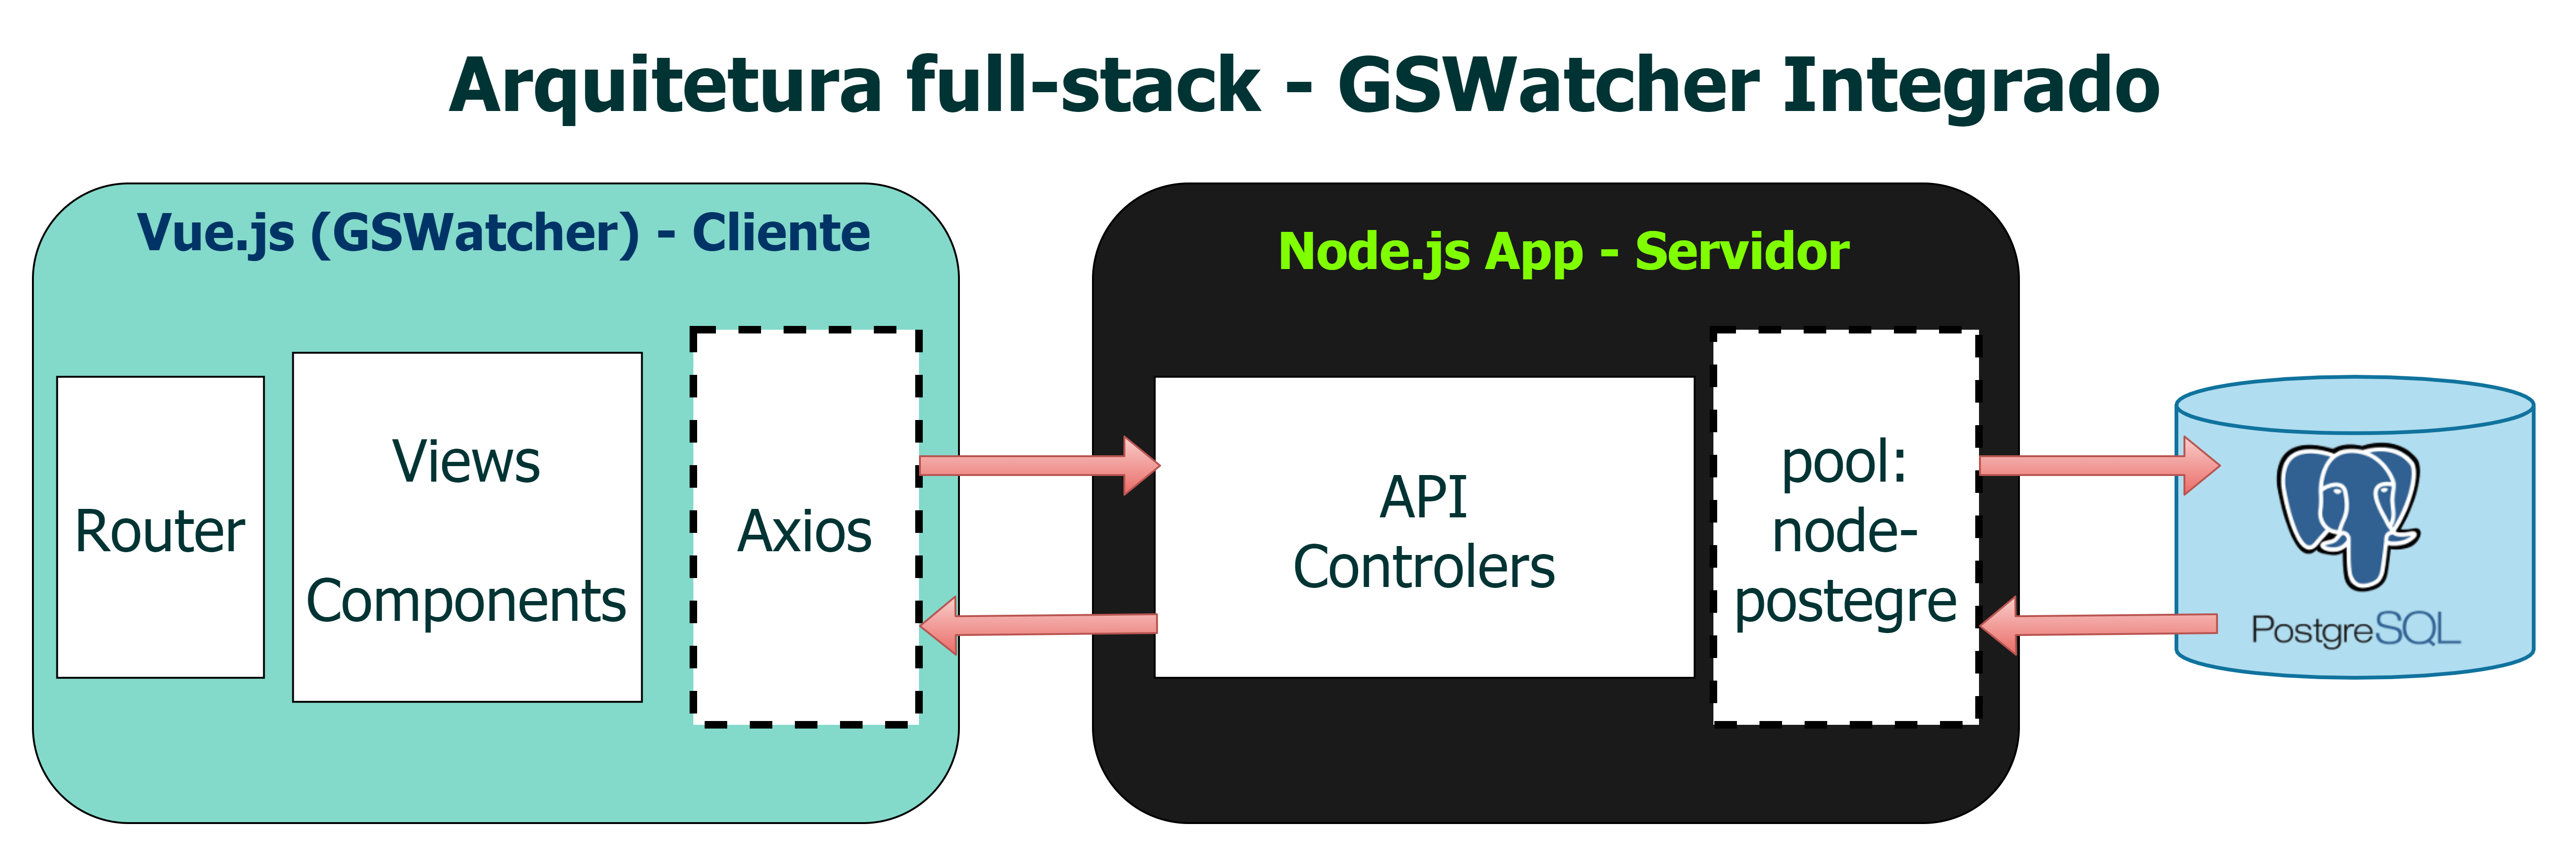 Arquitetura full-stack - GSWatcher Integrado
Vue.js (GSWatcher) - Cliente
Router
Views
Components
Axios
Node.js App - Servidor
API
Controlers
pool:
node-
postegre
PostgreSQL